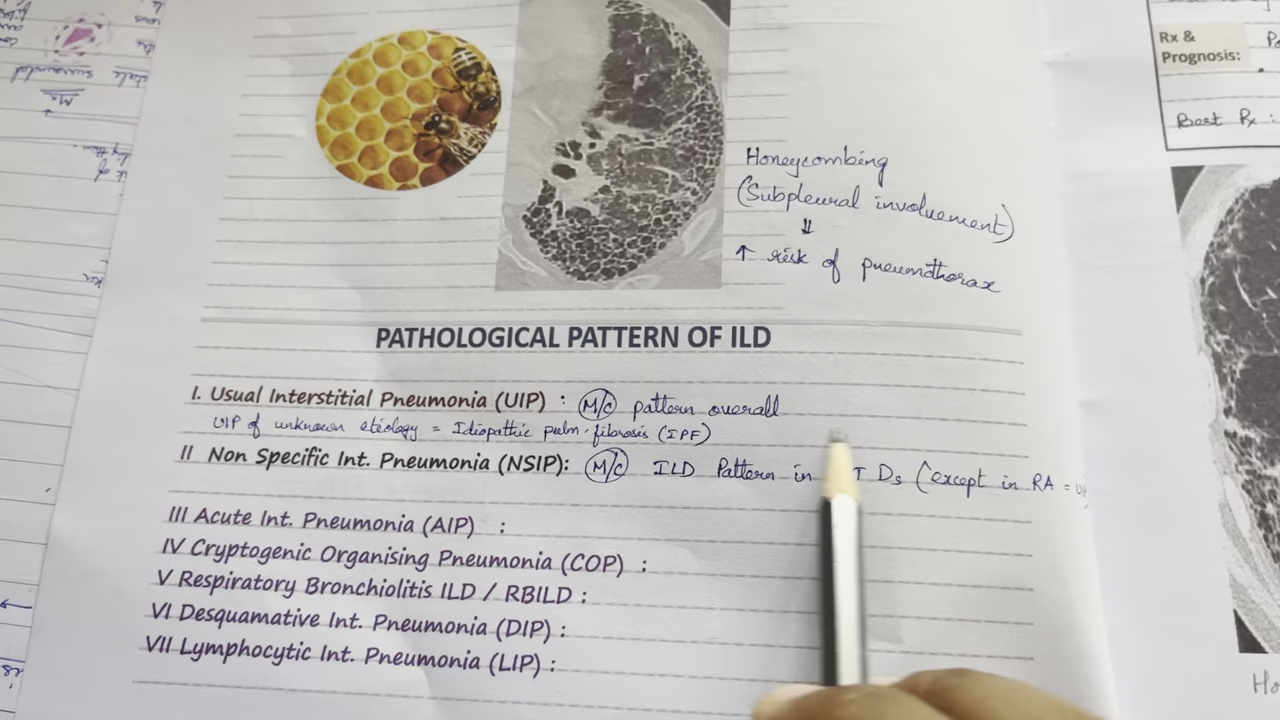 Honeycombing
(Subpleural involvement)
↓
↑ risk of pneumothorax
PATHOLOGICAL PATTERN OF ILD
I. Usual Interstitial Pneumonia (UIP) : M/C pattern overall
UIP of unknown etiology = Idiopathic pulm. fibrosis (IPF)
II Non Specific Int. Pneumonia (NSIP): M/C ILD Pattern in T Ds (except in RA =
III Acute Int. Pneumonia (AIP) :
IV Cryptogenic Organising Pneumonia (COP) :
V Respiratory Bronchiolitis ILD / RBILD :
VI Desquamative Int. Pneumonia (DIP) :
VII Lymphocytic Int. Pneumonia (LIP) :
Rx &
Prognosis:
Best Rx :